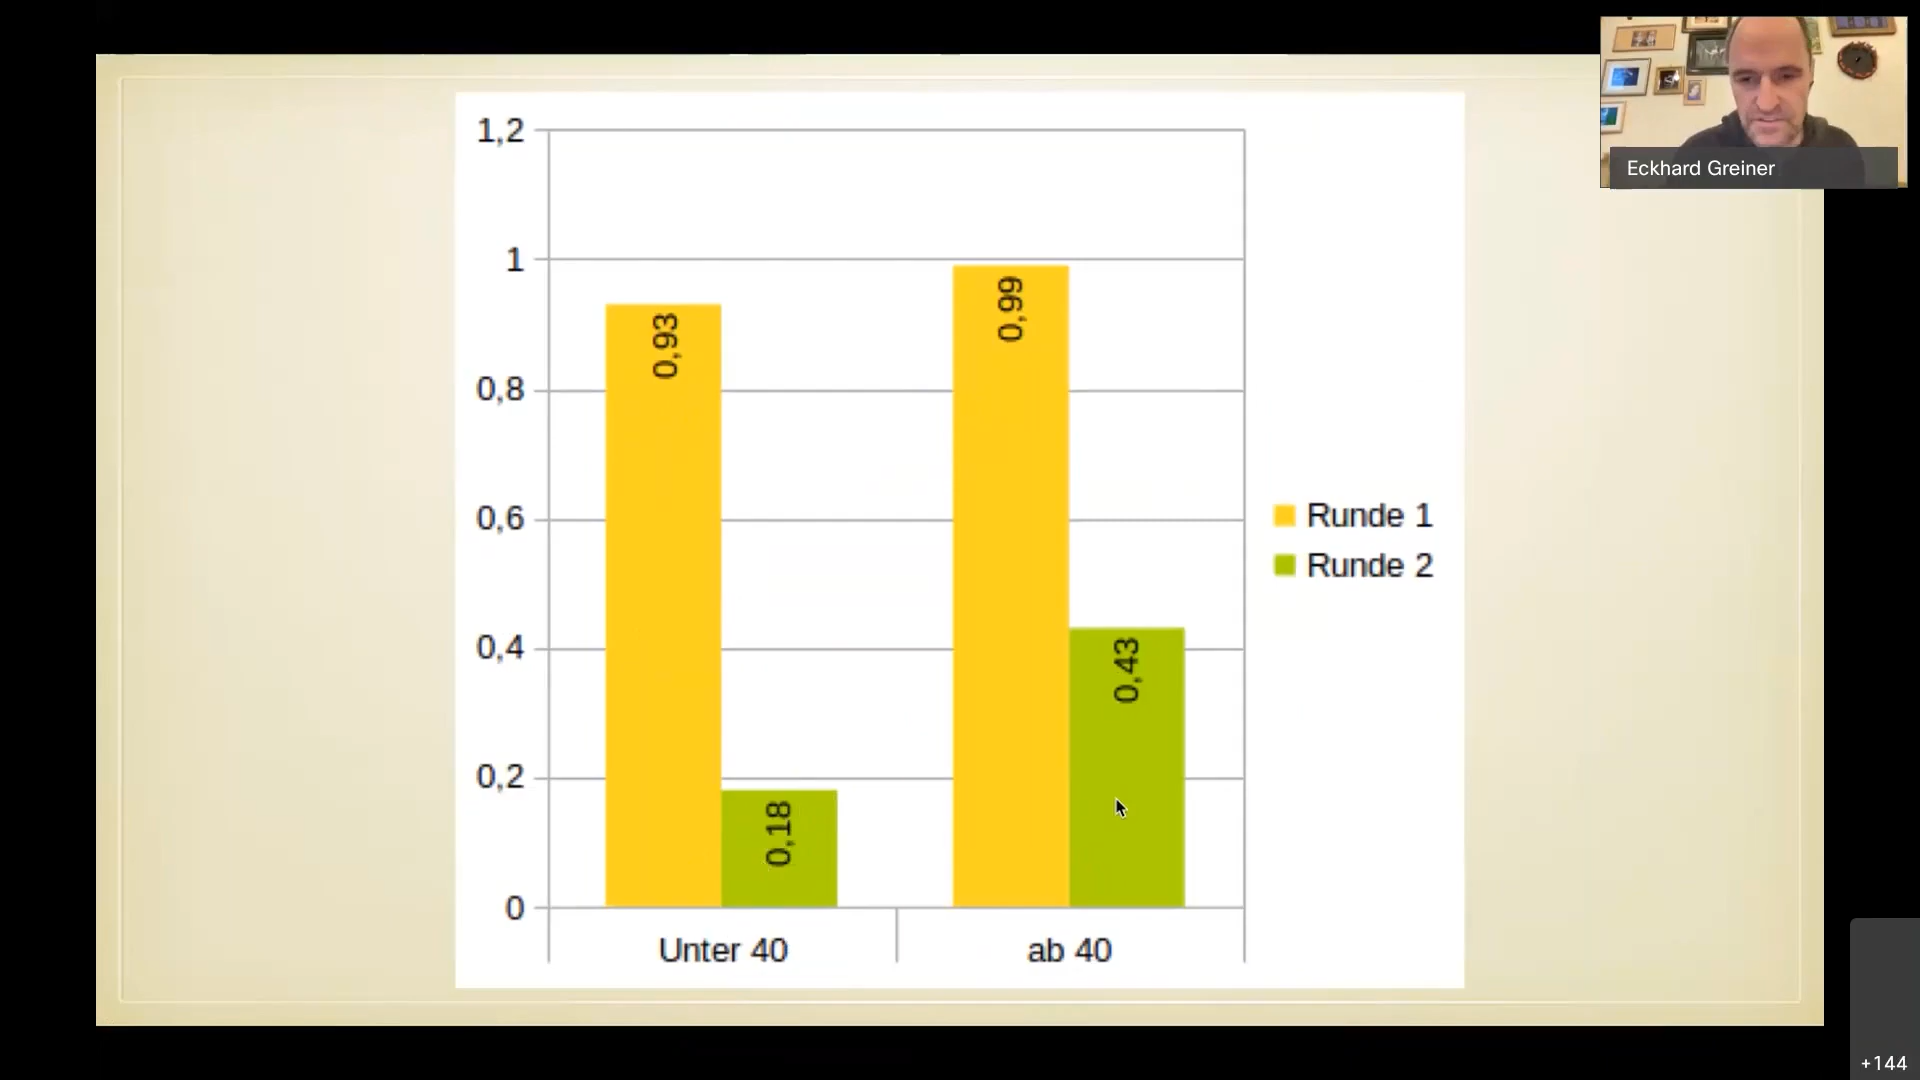 Eckhard Greiner
1,2
1
0,8
0,6
0,4
0,2
0
0,93
0,18
0,99
0,43
Unter 40
ab 40
Runde 1
Runde 2
+144